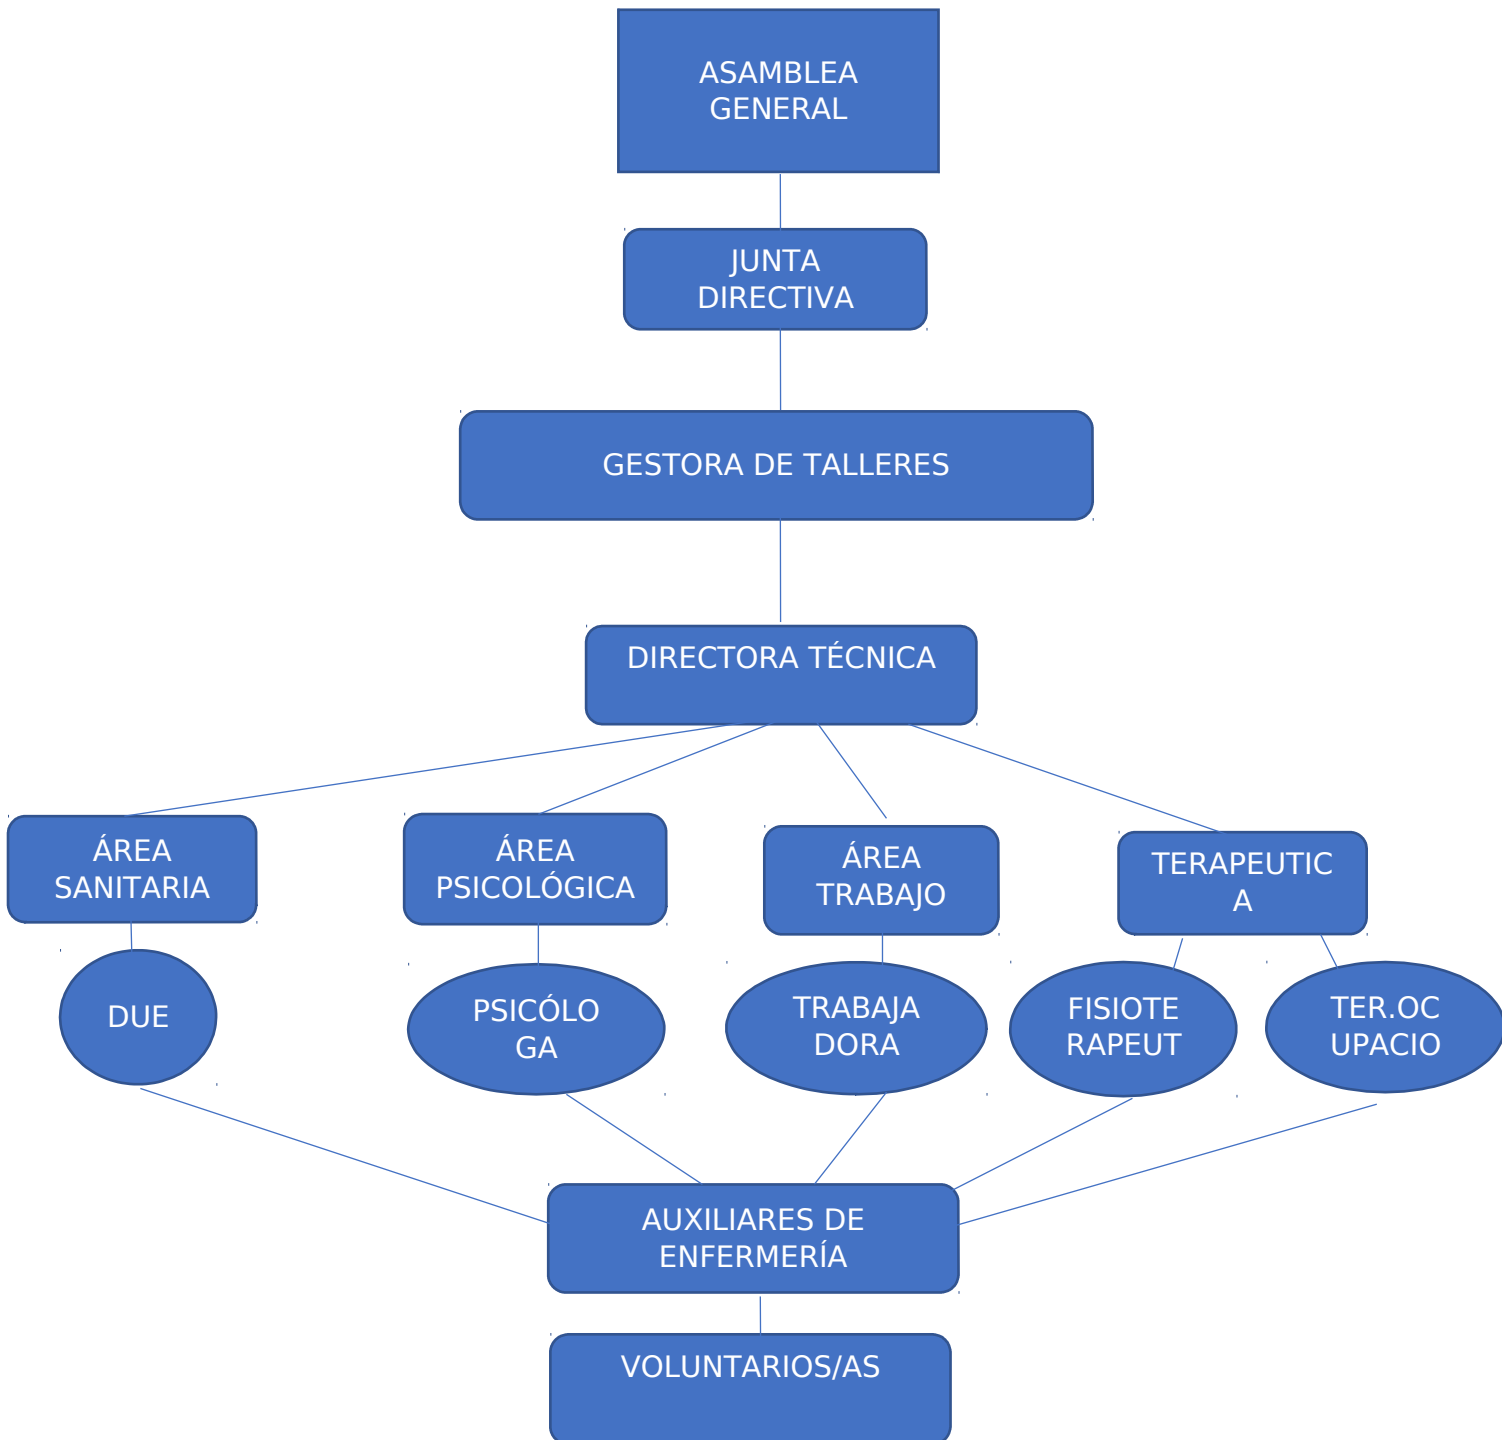 ASAMBLEA
GENERAL
JUNTA
DIRECTIVA
GESTORA DE TALLERES
DIRECTORA TÉCNICA
ÁREA
SANITARIA
ÁREA
PSICOLÓGICA
ÁREA
TRABAJO
TERAPEUTIC
A
DUE
PSICÓLO
GA
TRABAJA
DORA
FISIOTE
RAPEUT
TER.OC
UPACIO
AUXILIARES DE
ENFERMERÍA
VOLUNTARIOS/AS